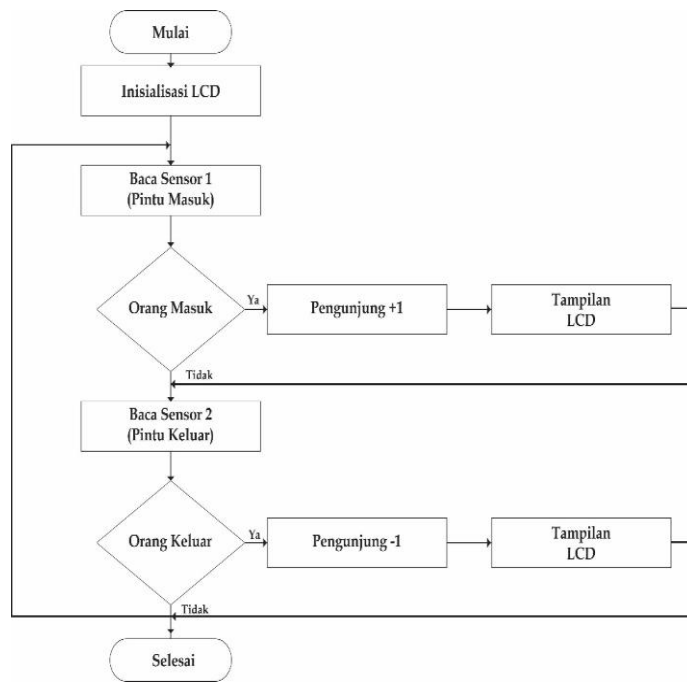 Mulai
Inisialisasi LCD
Baca Sensor 1
(Pintu Masuk)
Orang Masuk
Ya
Pengunjung +1
Tampilan
LCD
Tidak
Baca Sensor 2
(Pintu Keluar)
Orang Keluar
Ya
Pengunjung -1
Tampilan
LCD
Tidak
Selesai